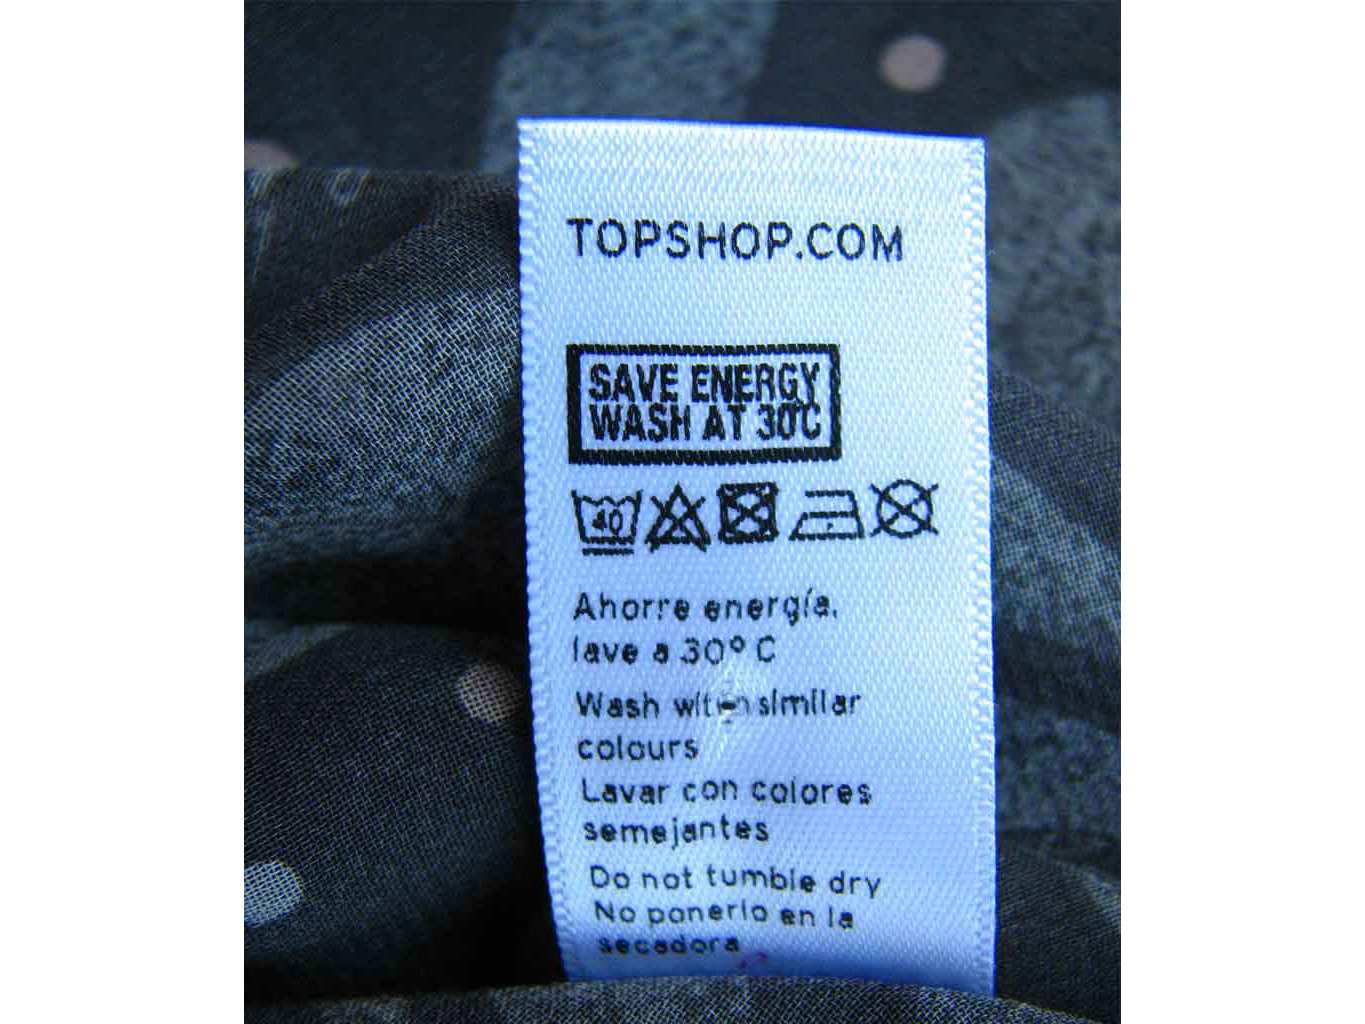 TOPSHOP.COM
SAVE ENERGY
WASH AT 30°C
40
Ahorre energía,
lave a 30° C
Wash with similar
colours
Lavar con colores
semejantes
Do not tumble dry
No ponerlo en la
secadora